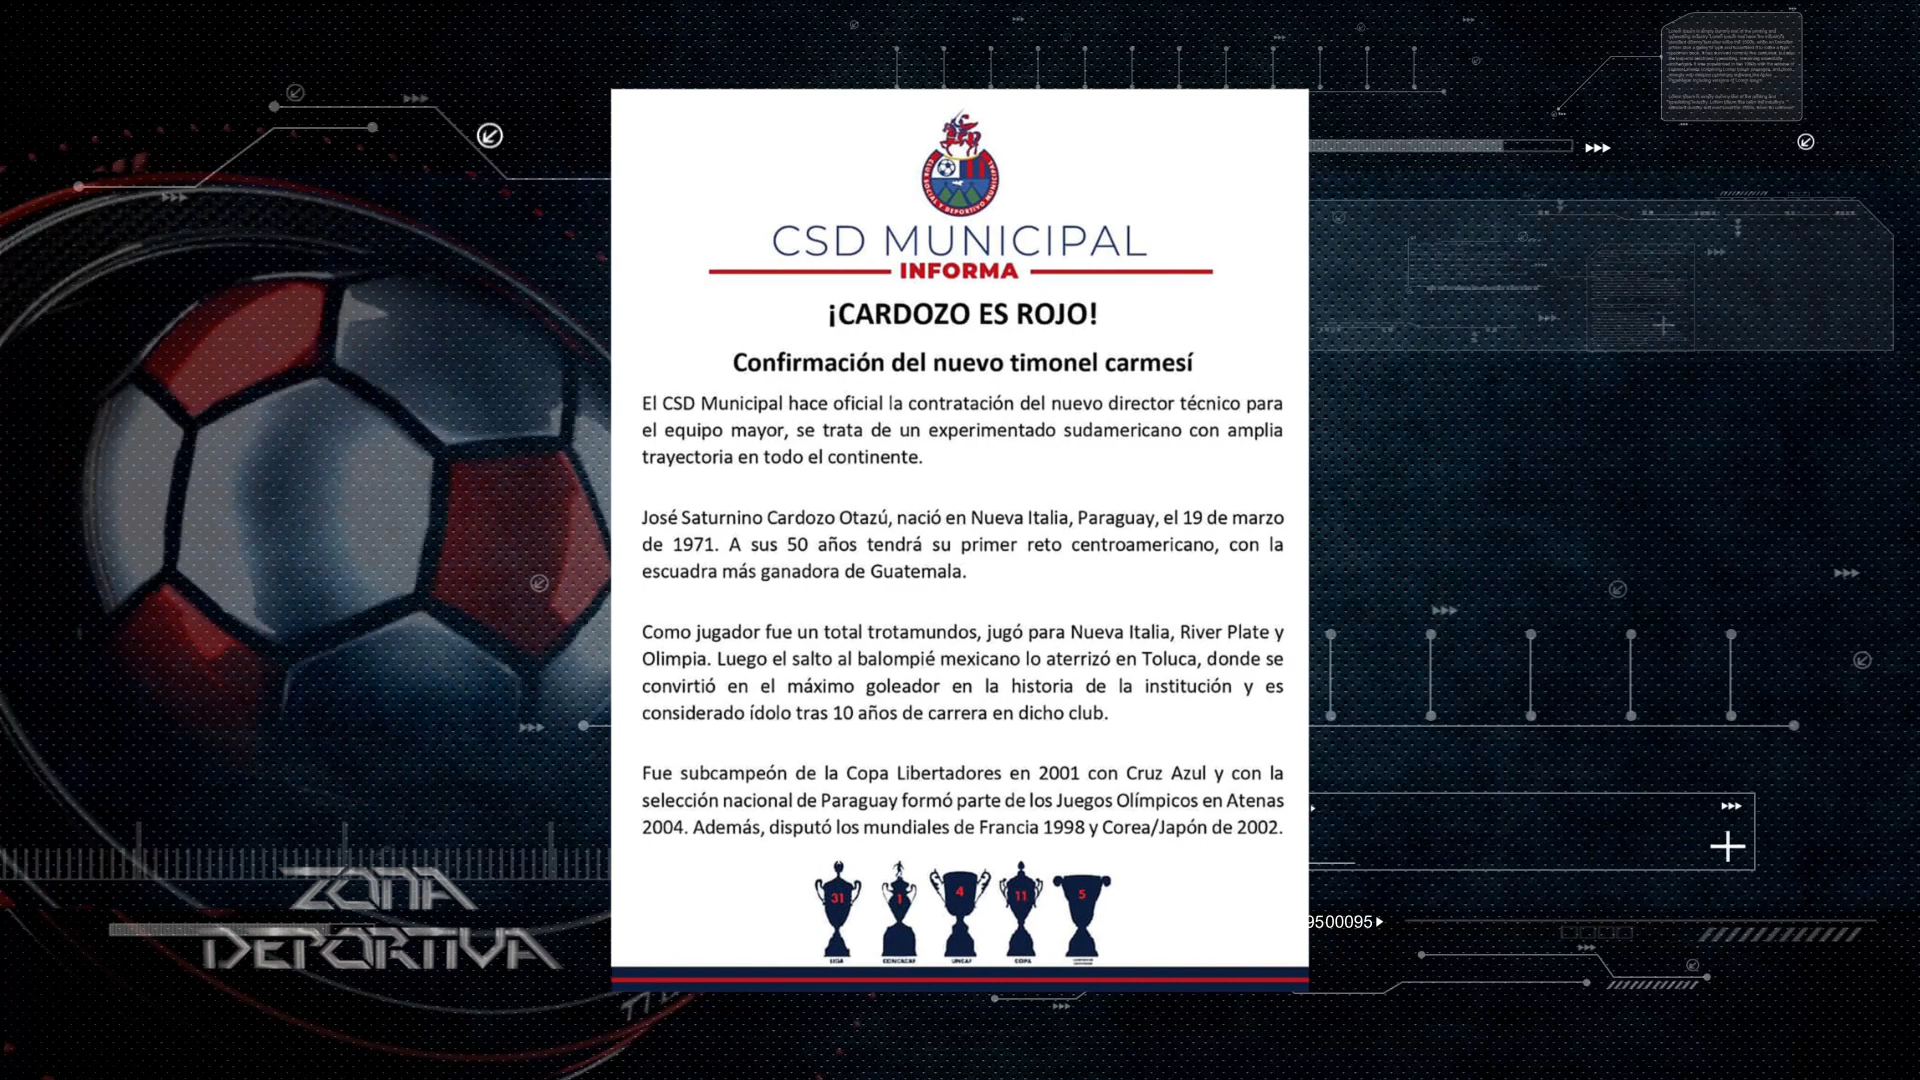 CLUB SOCIAL Y DEPORTIVO MUNICIPAL
CSD MUNICIPAL
INFORMA
¡CARDOZO ES ROJO!
Confirmación del nuevo timonel carmesí
El CSD Municipal hace oficial la contratación del nuevo director técnico para
el equipo mayor, se trata de un experimentado sudamericano con amplia
trayectoria en todo el continente.
José Saturnino Cardozo Otazú, nació en Nueva Italia, Paraguay, el 19 de marzo
de 1971. A sus 50 años tendrá su primer reto centroamericano, con la
escuadra más ganadora de Guatemala.
Como jugador fue un total trotamundos, jugó para Nueva Italia, River Plate y
Olimpia. Luego el salto al balompié mexicano lo aterrizó en Toluca, donde se
convirtió en el máximo goleador en la historia de la institución y es
considerado ídolo tras 10 años de carrera en dicho club.
Fue subcampeón de la Copa Libertadores en 2001 con Cruz Azul y con la
selección nacional de Paraguay formó parte de los Juegos Olímpicos en Atenas
2004. Además, disputó los mundiales de Francia 1998 y Corea/Japón de 2002.
31 1 4 11 5
LIGA CONCACAF UNCAF COPA
ZONA
DEPORTIVA
9500095